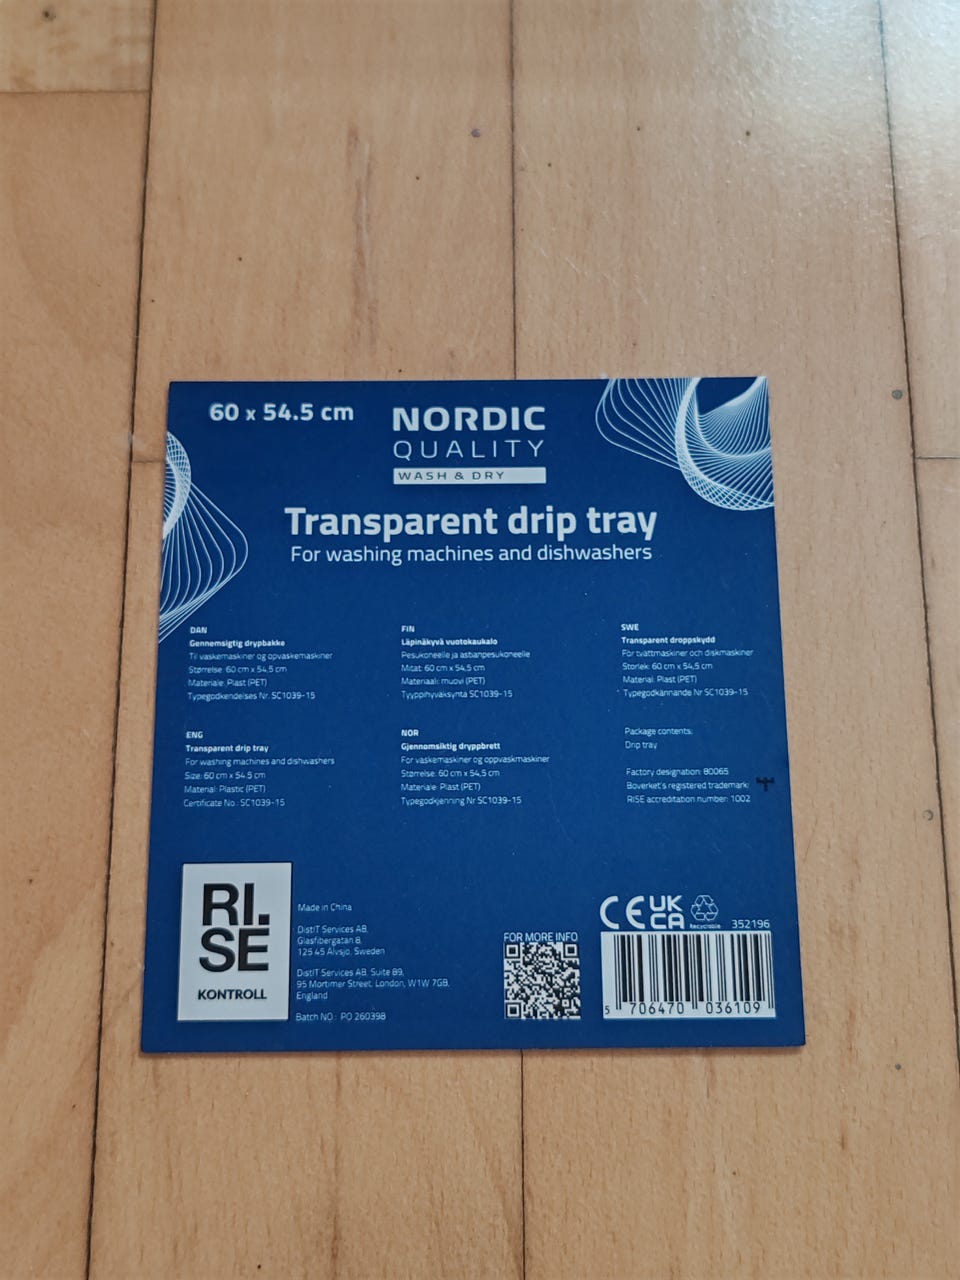 60 x 54.5 cm
NORDIC
QUALITY
WASH & DRY
Transparent drip tray
For washing machines and dishwashers
DAN
Gennemsigtig drypbakke
Til vaskemaskiner og opvaskemaskiner
Størrelse: 60 cm x 54,5 cm
Materiale: Plast (PET)
Typegodkendelses Nr. SC1039-15
FIN
Läpinäkyvä vuotokaukalo
Pesukoneelle ja astianpesukoneelle
Mitat: 60 cm x 54,5 cm
Materiaali: muovi (PET)
Tyyppihyväksyntä SC1039-15
SWE
Transparent droppskydd
För tvättmaskiner och diskmaskiner
Storlek: 60 cm x 54,5 cm
Material: Plast (PET)
Typegodkännande Nr SC1039-15
ENG
Transparent drip tray
For washing machines and dishwashers
Size: 60 cm x 54.5 cm
Material: Plastic (PET)
Certificate No.: SC1039-15
NOR
Gjennomsiktig dryppbrett
For vaskemaskiner og oppvaskmaskiner
Størrelse: 60 cm x 54,5 cm
Materiale: Plast (PET)
Typegodkjenning Nr SC1039-15
Package contents:
Drip tray
Factory designation: 80065
Boverket's registered trademark:
RISE accreditation number: 1002
RI.
SE
KONTROLL
Made in China
DistIT Services AB,
Glasfibergatan 8,
125 45 Älvsjö, Sweden
DistIT Services AB, Suite 89,
95 Mortimer Street, London, W1W 7GB,
England
Batch NO.: PO 260398
FOR MORE INFO
CE UK CA
Recyclable
352196
5 706470 036109